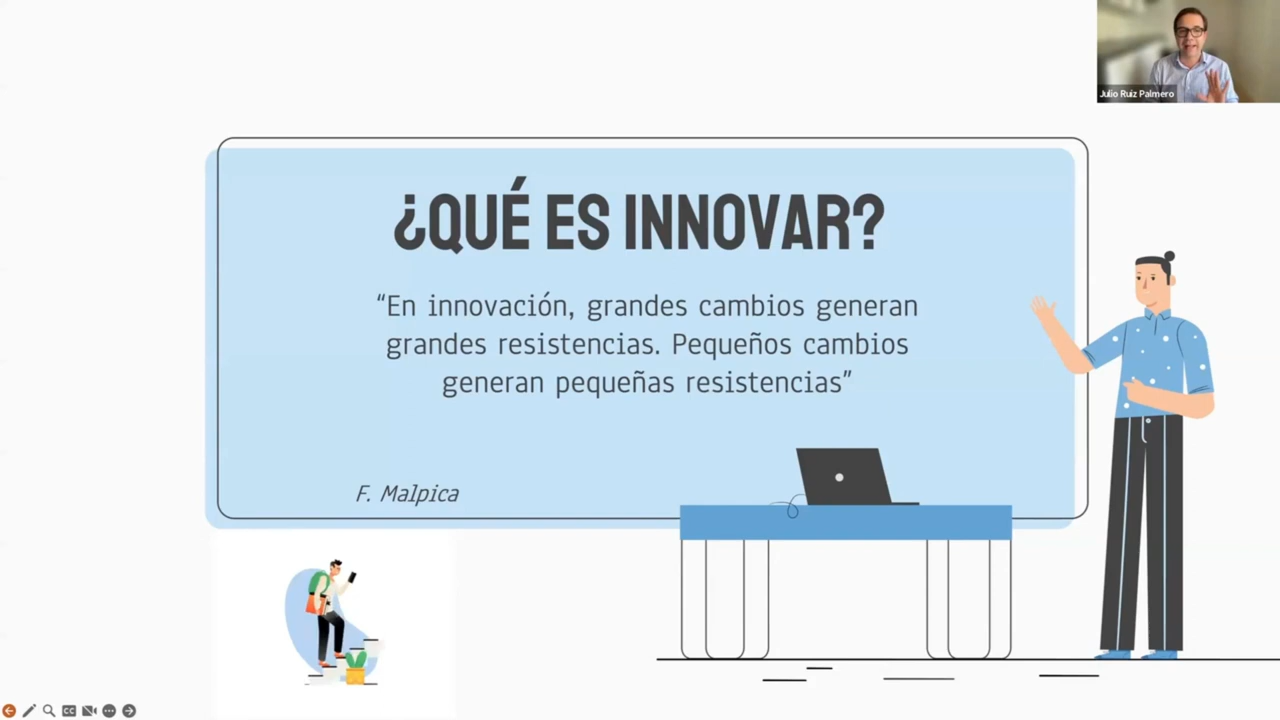 Julio Ruiz Palmero
¿QUÉ ES INNOVAR?
“En innovación, grandes cambios generan
grandes resistencias. Pequeños cambios
generan pequeñas resistencias”
F. Malpica
CC